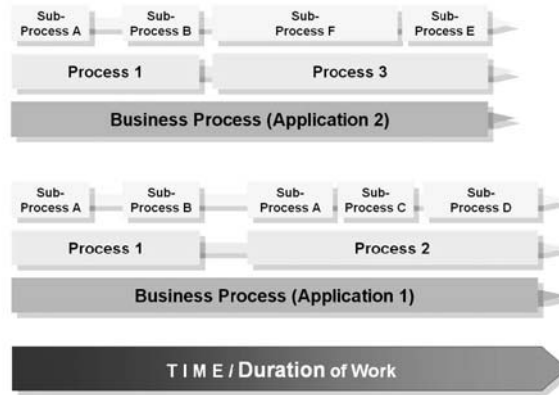 Sub-
Process A
Sub-
Process B
Sub-
Process F
Sub-
Process E
Process 1
Process 3
Business Process (Application 2)
Sub-
Process A
Sub-
Process B
Sub-
Process A
Sub-
Process C
Sub-
Process D
Process 1
Process 2
Business Process (Application 1)
T I M E / Duration of Work